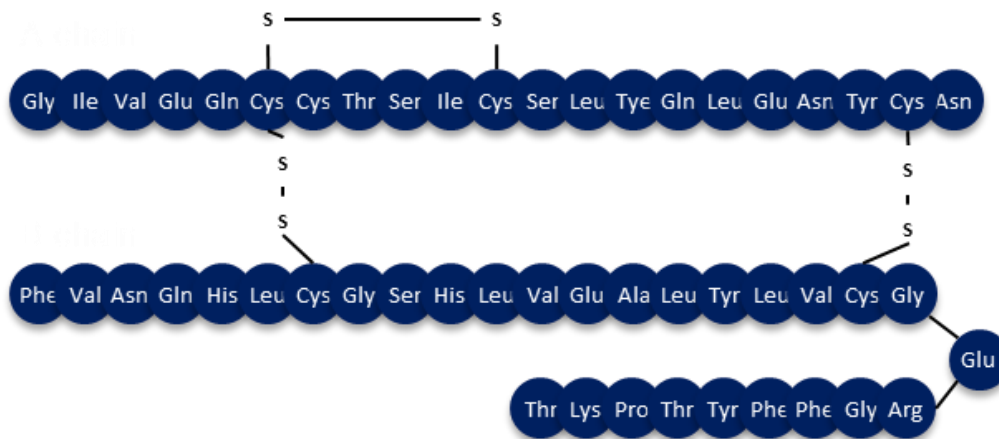 S S
Gly Ile Val Glu Gln Cys Cys Thr Ser Ile Cys Ser Leu Tye Gln Leu Glu Asn Tyr Cys Asn
S S
S S
Phe Val Asn Gln His Leu Cys Gly Ser His Leu Val Glu Ala Leu Tyr Leu Val Cys Gly
Glu
Thr Lys Pro Thr Tyr Phe Phe Gly Arg